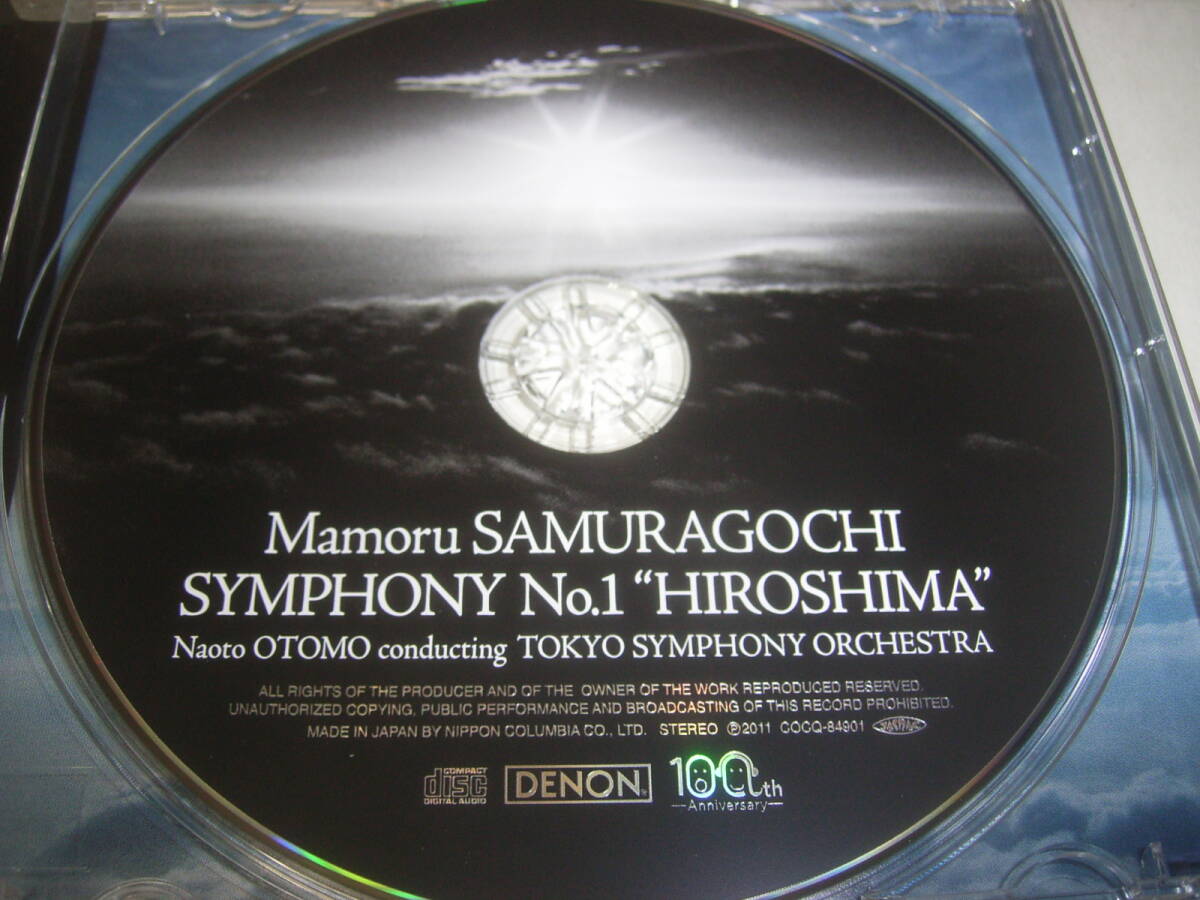 Mamoru SAMURAGOCHI
SYMPHONY No.1 “HIROSHIMA”
Naoto OTOMO conducting TOKYO SYMPHONY ORCHESTRA
ALL RIGHTS OF THE PRODUCER AND OF THE OWNER OF THE WORK REPRODUCED RESERVED.
UNAUTHORIZED COPYING, PUBLIC PERFORMANCE AND BROADCASTING OF THIS RECORD PROHIBITED.
MADE IN JAPAN BY NIPPON COLUMBIA CO., LTD. STEREO ℗2011 COCQ-84901
COMPACT
disc
DIGITAL AUDIO
DENON
100th
Anniversary